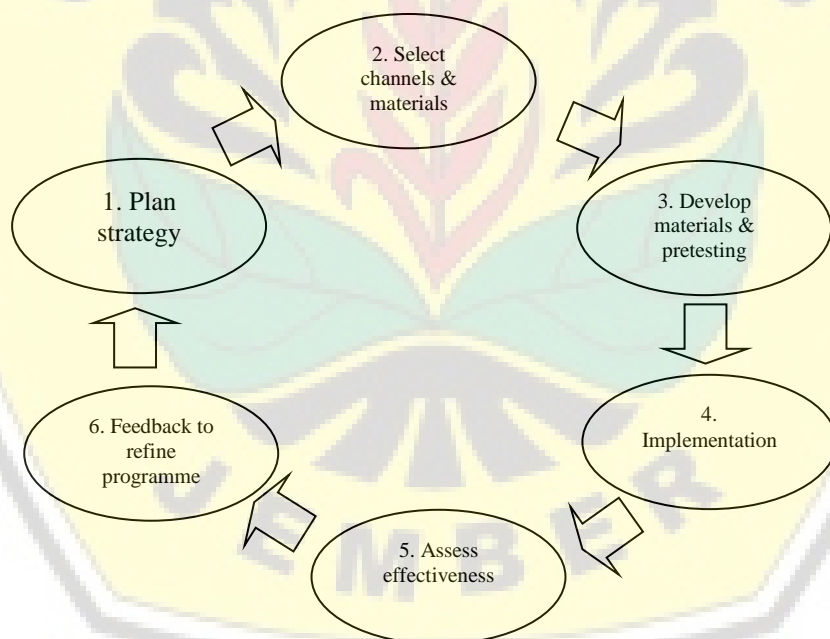 2. Select
channels &
materials
1. Plan
strategy
3. Develop
materials &
pretesting
4.
Implementation
6. Feedback to
refine
programme
5. Assess
effectiveness
JEMBER